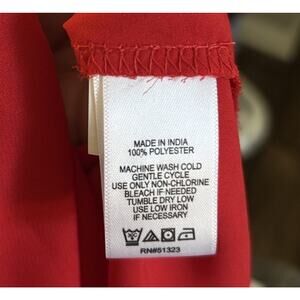 MADE IN INDIA
100% POLYESTER
MACHINE WASH COLD
GENTLE CYCLE
USE ONLY NON-CHLORINE
BLEACH IF NEEDED
TUMBLE DRY LOW
USE LOW IRON
IF NECESSARY
RN#51323